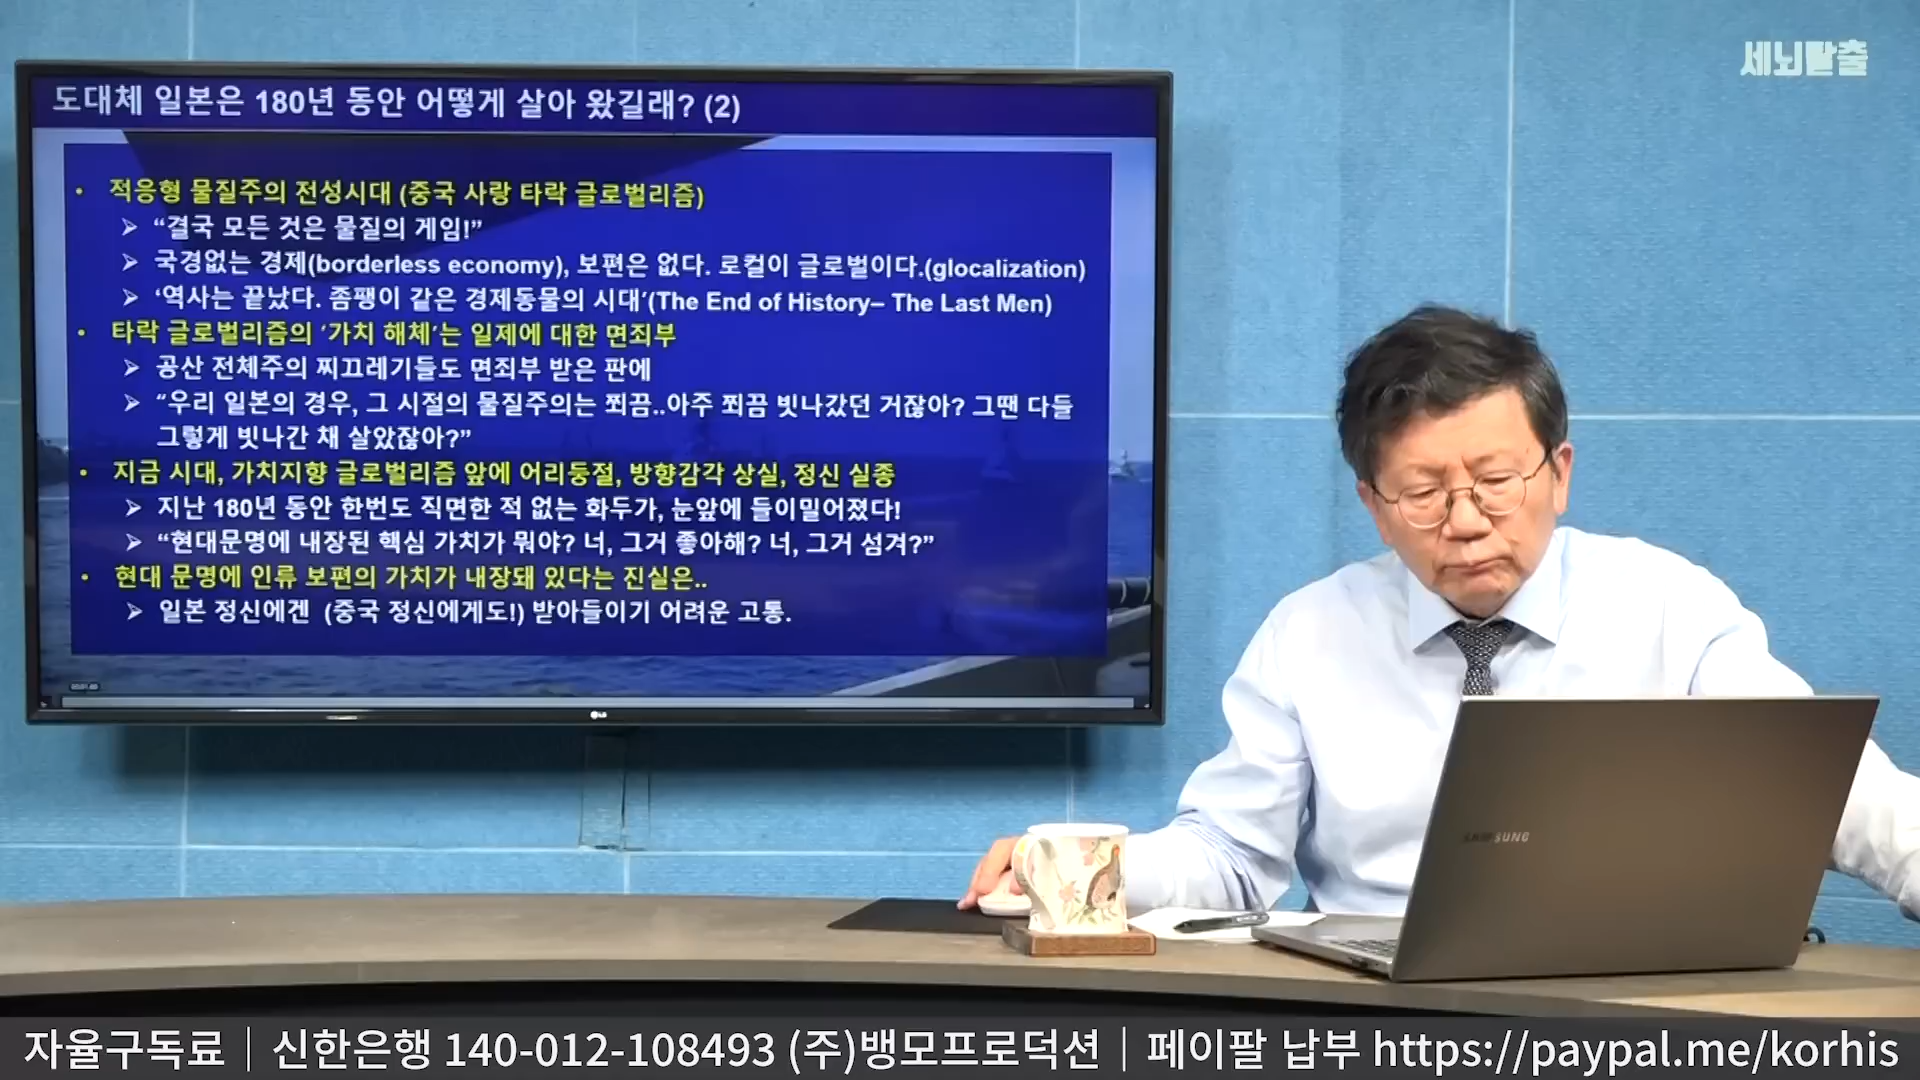 세뇌탈출
도대체 일본은 180년 동안 어떻게 살아 왔길래? (2)
• 적응형 물질주의 전성시대 (중국 사랑 타락 글로벌리즘)
➢ “결국 모든 것은 물질의 게임!”
➢ 국경없는 경제(borderless economy), 보편은 없다. 로컬이 글로벌이다.(glocalization)
➢ ‘역사는 끝났다. 좀팽이 같은 경제동물의 시대’(The End of History– The Last Men)
• 타락 글로벌리즘의 ‘가치 해체’는 일제에 대한 면죄부
➢ 공산 전체주의 찌끄레기들도 면죄부 받은 판에
➢ “우리 일본의 경우, 그 시절의 물질주의는 쬐끔..아주 쬐끔 빗나갔던 거잖아? 그땐 다들
그렇게 빗나간 채 살았잖아?”
• 지금 시대, 가치지향 글로벌리즘 앞에 어리둥절, 방향감각 상실, 정신 실종
➢ 지난 180년 동안 한번도 직면한 적 없는 화두가, 눈앞에 들이밀어졌다!
➢ “현대문명에 내장된 핵심 가치가 뭐야? 너, 그거 좋아해? 너, 그거 섬겨?”
• 현대 문명에 인류 보편의 가치가 내장돼 있다는 진실은..
➢ 일본 정신에겐 (중국 정신에게도!) 받아들이기 어려운 고통.
LG
SAMSUNG
자율구독료│신한은행 140-012-108493 (주)뱅모프로덕션│페이팔 납부 https://paypal.me/korhis